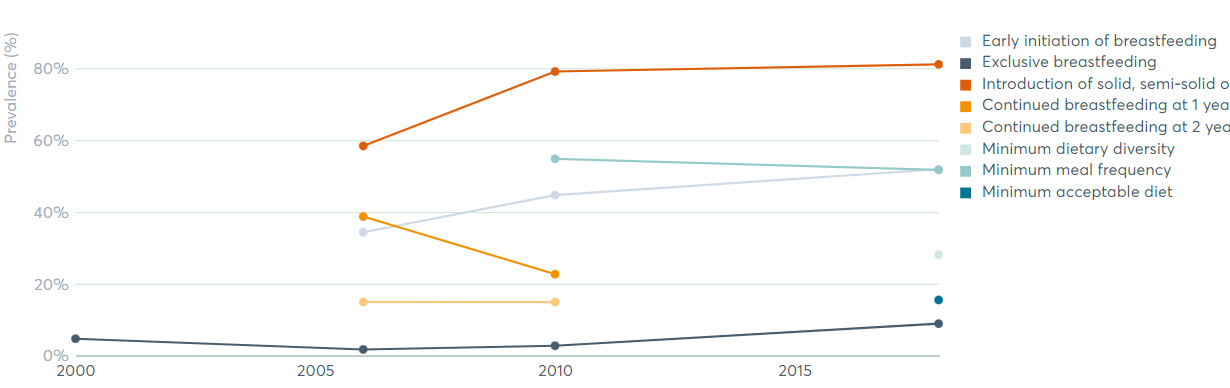 Prevalence (%)
80%
60%
40%
20%
0%
2000
2005
2010
2015
Early initiation of breastfeeding
Exclusive breastfeeding
Introduction of solid, semi-solid
Continued breastfeeding at 1
Continued breastfeeding at 2
Minimum dietary diversity
Minimum meal frequency
Minimum acceptable diet